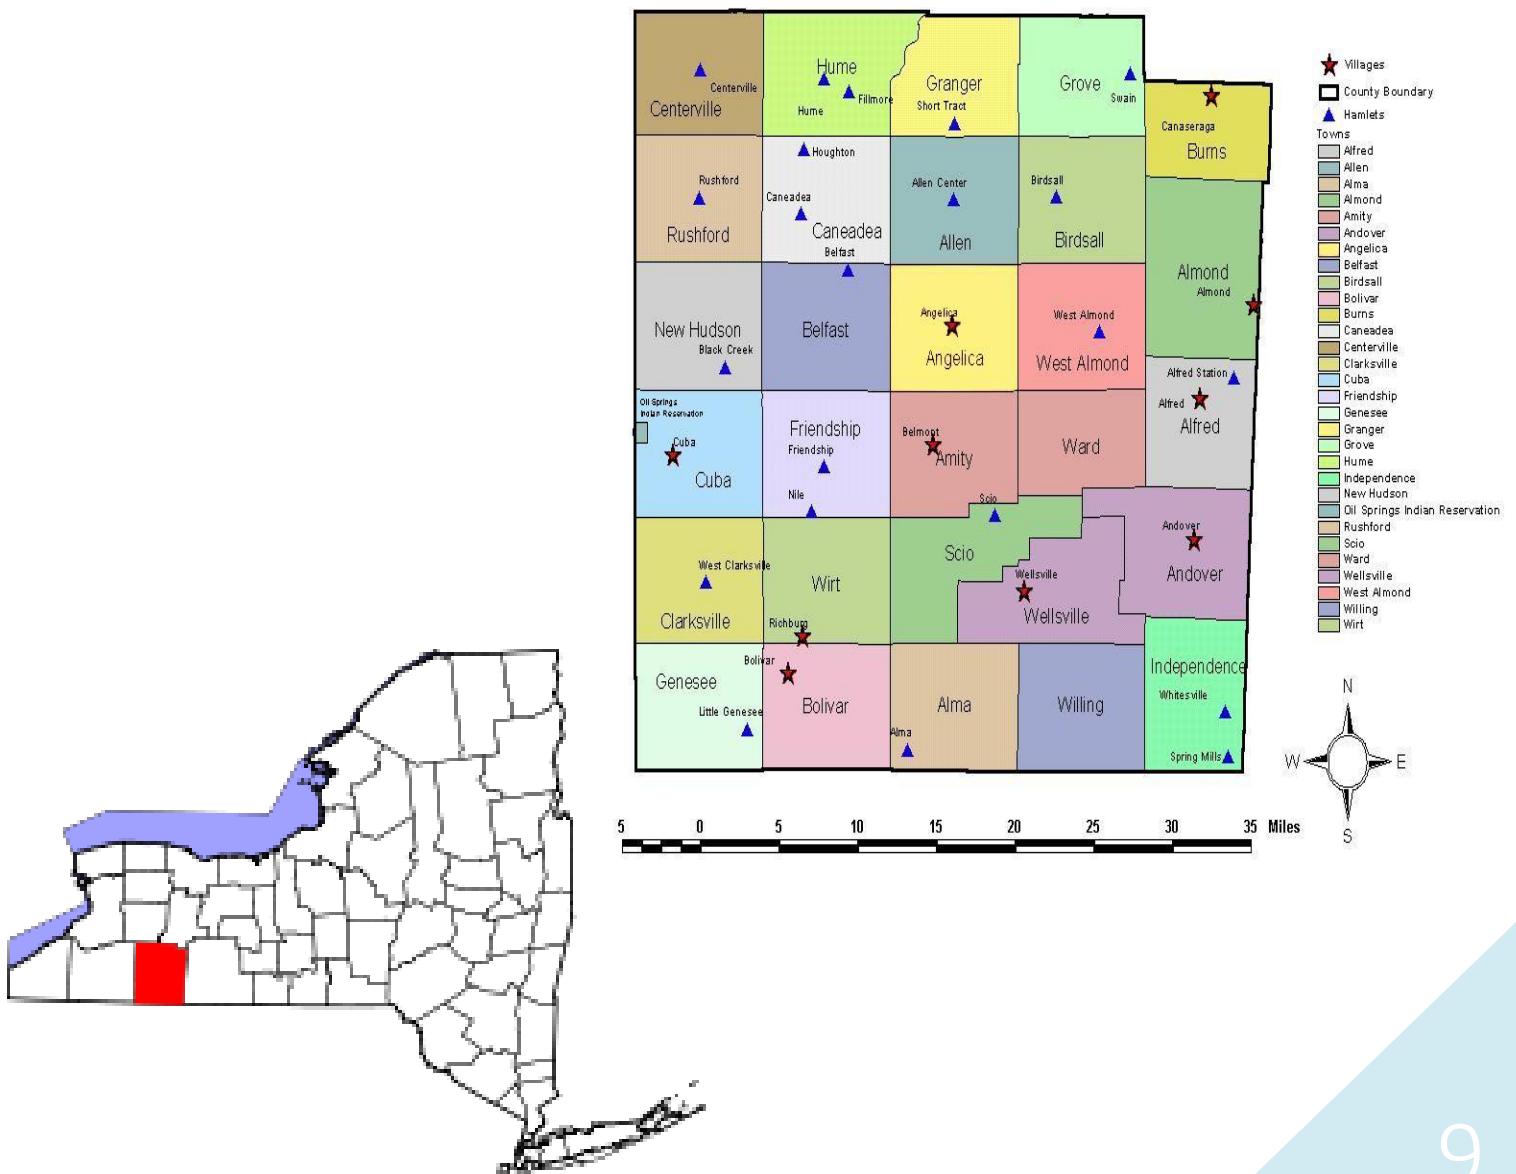 Centerville
Centerville
Hume
Hume
Fillmore
Granger
Short Tract
Grove
Swain
Canaseraga
Burns
Rushford
Rushford
Houghton
Caneadea
Caneadea
Belfast
Allen Center
Allen
Birdsall
Birdsall
Almond
Almond
New Hudson
Black Creek
Belfast
Angelica
Angelica
West Almond
West Almond
Alfred Station
Alfred
Alfred
Oil Springs
Indian Reservation
Cuba
Cuba
Friendship
Friendship
Nile
Belmont
Amity
Ward
Scio
Scio
Andover
Andover
West Clarksville
Clarksville
Wirt
Richburg
Wellsville
Wellsville
Genesee
Little Genesee
Bolivar
Bolivar
Alma
Alma
Willing
Independence
Whitesville
Spring Mills
Villages
County Boundary
Hamlets
Towns
Alfred
Allen
Alma
Almond
Amity
Andover
Angelica
Belfast
Birdsall
Bolivar
Burns
Caneadea
Centerville
Clarksville
Cuba
Friendship
Genesee
Granger
Grove
Hume
Independence
New Hudson
Oil Springs Indian Reservation
Rushford
Scio
Ward
Wellsville
West Almond
Willing
Wirt
N
W E
S
5 0 5 10 15 20 25 30 35 Miles
9